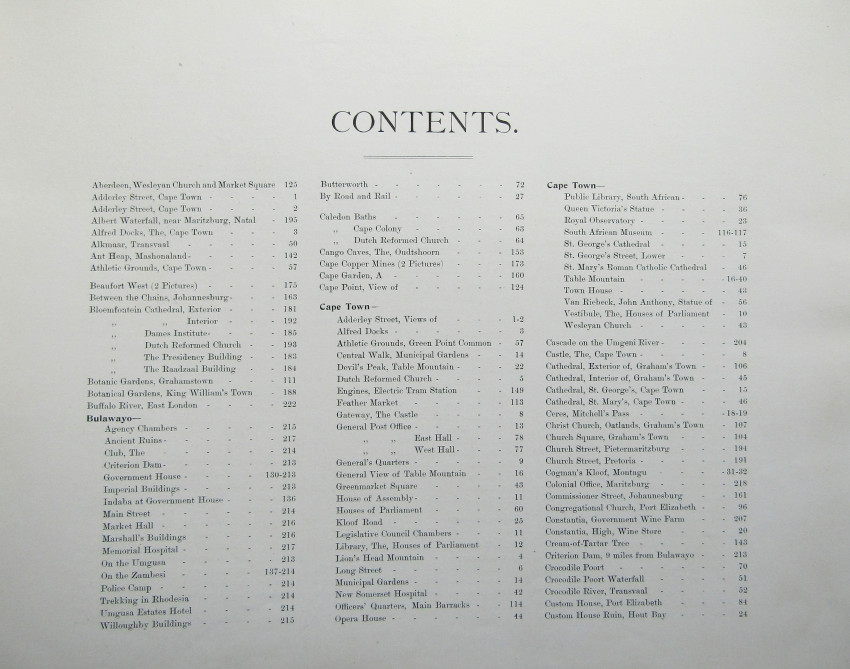 CONTENTS.
Aberdeen, Wesleyan Church and Market Square 125
Adderley Street, Cape Town - - - - 1
Adderley Street, Cape Town - - - - 2
Albert Waterfall, near Maritzburg, Natal - 195
Alfred Docks, The, Cape Town - - - 3
Alkmaar, Transvaal - - - - 50
Ant Heap, Mashonaland - - - - 142
Athletic Grounds, Cape Town - - - - 57
Beaufort West (2 Pictures) - - - - 175
Between the Chains, Johannesburg - - - 163
Bloemfontein Cathedral, Exterior - - - 181
,, ,, Interior - - - 192
,, Dames Institute - - - - 185
,, Dutch Reformed Church - - 193
,, The Presidency Building - - 183
,, The Raadzaal Building - - 184
Botanic Gardens, Grahamstown - - - 111
Botanical Gardens, King William's Town - 188
Buffalo River, East London - - - - 222
Bulawayo—
Agency Chambers - - - - - 215
Ancient Ruins - - - - - 217
Club, The - - - - - 214
Criterion Dam - - - - - 213
Government House - - - - 130-213
Imperial Buildings - - - - 213
Indaba at Government House - - - 136
Main Street - - - - - 214
Market Hall - - - - - 216
Marshall's Buildings - - - - 216
Memorial Hospital - - - - 217
On the Umgusa - - - - 213
On the Zambesi - - - - 137-214
Police Camp - - - - - 214
Trekking in Rhodesia - - - - 214
Umgusa Estates Hotel - - - - 214
Willoughby Buildings - - - - 215
Butterworth - - - - - - 72
By Road and Rail - - - - - 27
Caledon Baths - - - - - 65
,, Cape Colony - - - - 63
,, Dutch Reformed Church - - 64
Cango Caves, The, Oudtshoorn - - - 153
Cape Copper Mines (2 Pictures) - - - 173
Cape Garden, A - - - - - 160
Cape Point, View of - - - - - 124
Cape Town—
Adderley Street, Views of - - - 1-2
Alfred Docks - - - - - 3
Athletic Grounds, Green Point Common - 57
Central Walk, Municipal Gardens - - 14
Devil's Peak, Table Mountain - - - 22
Dutch Reformed Church - - - - 5
Engines, Electric Tram Station - - 149
Feather Market - - - - - 113
Gateway, The Castle - - - - 8
General Post Office - - - - - 13
,, ,, East Hall - - - 78
,, ,, West Hall - - - 77
General's Quarters - - - - - 9
General View of Table Mountain - - 16
Greenmarket Square - - - - 43
House of Assembly - - - - - 11
Houses of Parliament - - - - 60
Kloof Road - - - - - 25
Legislative Council Chambers - - - 11
Library, The, Houses of Parliament - 12
Lion's Head Mountain - - - - 4
Long Street - - - - - 6
Municipal Gardens - - - - - 14
New Somerset Hospital - - - - 42
Officers' Quarters, Main Barracks - - 114
Opera House - - - - - 44
Cape Town—
Public Library, South African - - - 76
Queen Victoria's Statue - - - - 36
Royal Observatory - - - - - 23
South African Museum - - - 116-117
St. George's Cathedral - - - - 15
St. George's Street, Lower - - - 7
St. Mary's Roman Catholic Cathedral - 46
Table Mountain - - - - - 16-40
Town House - - - - - 43
Van Riebeck, John Anthony, Statue of - 56
Vestibule, The, Houses of Parliament - 10
Wesleyan Church - - - - - 43
Cascade on the Umgeni River - - - - 204
Castle, The, Cape Town - - - - 8
Cathedral, Exterior of, Graham's Town - - 106
Cathedral, Interior of, Graham's Town - - 45
Cathedral, St. George's, Cape Town - - 15
Cathedral, St. Mary's, Cape Town - - - 46
Ceres, Mitchell's Pass - - - - - 18-19
Christ Church, Oatlands, Graham's Town - 107
Church Square, Graham's Town - - - 104
Church Street, Pietermaritzburg - - - 194
Church Street, Pretoria - - - - - 191
Cogman's Kloof, Montagu - - - - 31-32
Colonial Office, Maritzburg - - - - 218
Commissioner Street, Johannesburg - - 161
Congregational Church, Port Elizabeth - - 96
Constantia, Government Wine Farm - - 207
Constantia, High, Wine Store - - - 20
Cream-of-Tartar Tree - - - - - 143
Criterion Dam, 9 miles from Bulawayo - - 213
Crocodile Poort - - - - - 70
Crocodile Poort Waterfall - - - - 51
Crocodile River, Transvaal - - - - 52
Custom House, Port Elizabeth - - - 84
Custom House Ruin, Hout Bay - - - 24